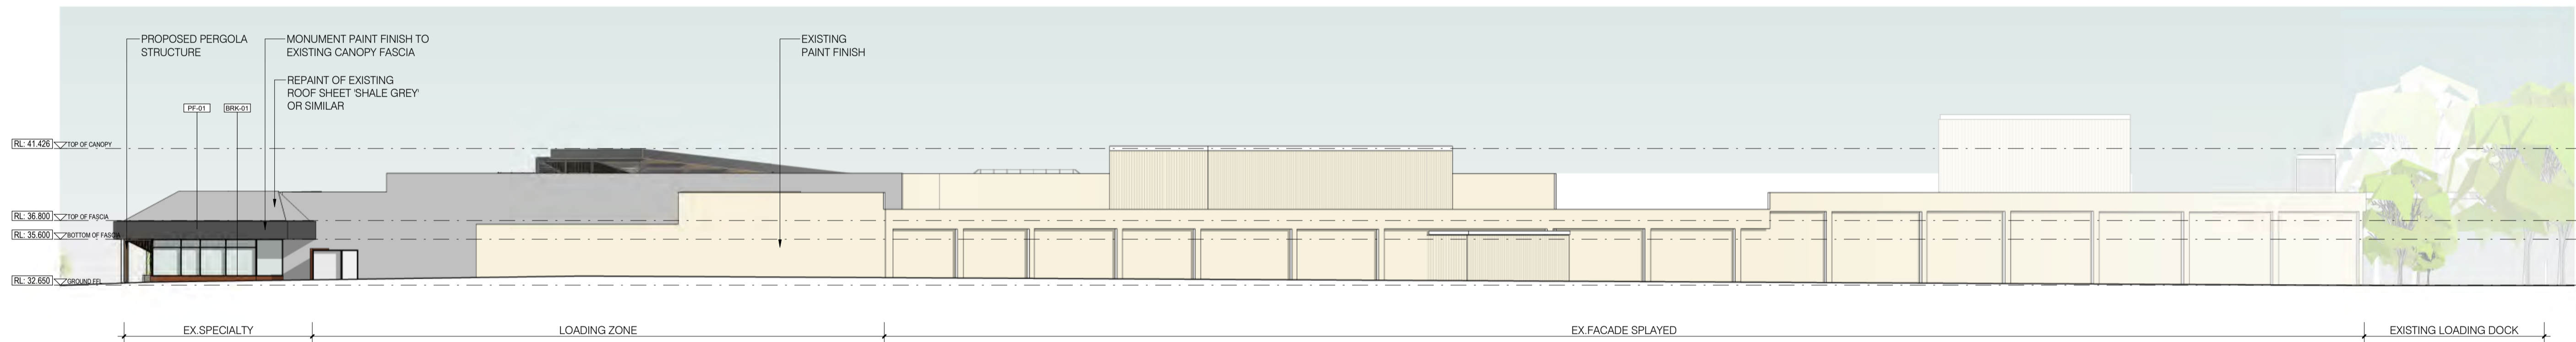 PROPOSED PERGOLA
STRUCTURE
MONUMENT PAINT FINISH TO
EXISTING CANOPY FASCIA
EXISTING
PAINT FINISH
REPAINT OF EXISTING
ROOF SHEET 'SHALE GREY'
OR SIMILAR
PF-01
BRK-01
RL: 41.426 TOP OF CANOPY
RL: 36.800 TOP OF FASCIA
RL: 35.600 BOTTOM OF FASCIA
RL: 32.650 GROUND FFL
EX.SPECIALTY
LOADING ZONE
EX.FACADE SPLAYED
EXISTING LOADING DOCK